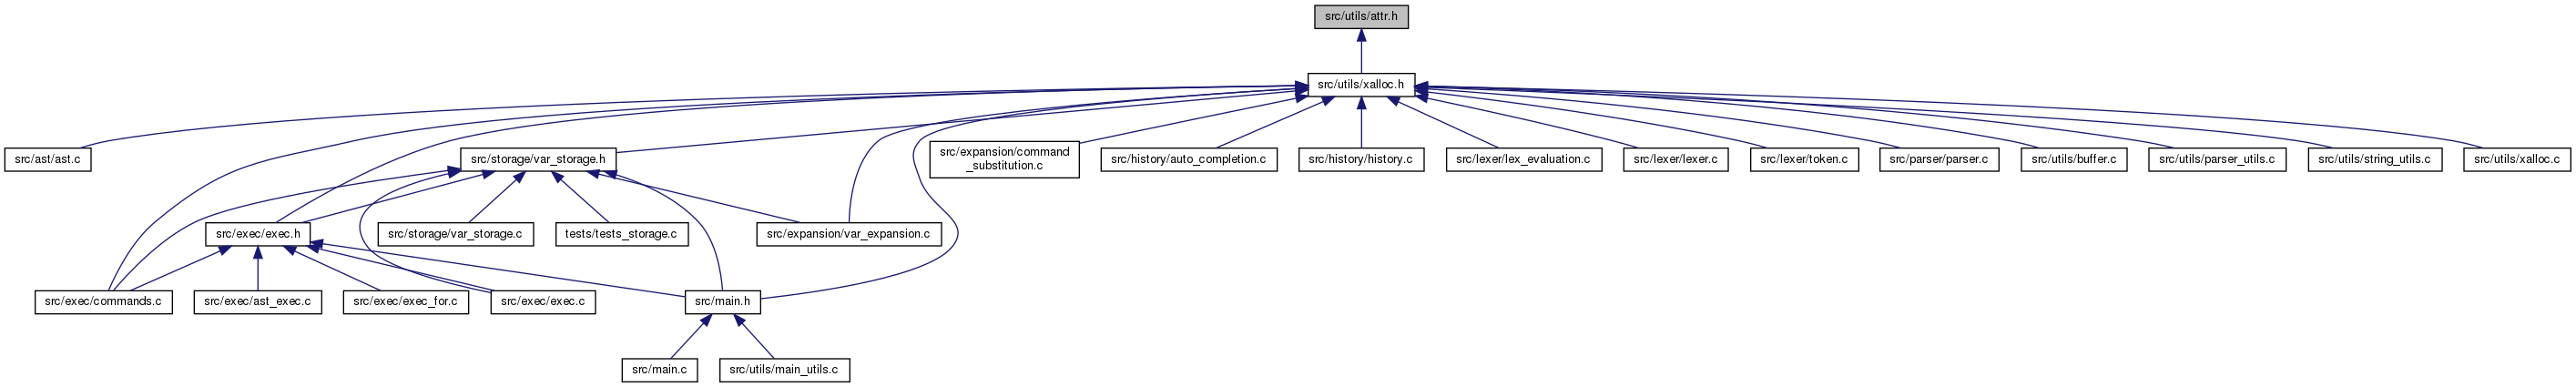 src/utils/attr.h
src/utils/xalloc.h
src/ast/ast.c
src/storage/var_storage.h
src/expansion/command
_substitution.c
src/history/auto_completion.c
src/history/history.c
src/lexer/lex_evaluation.c
src/lexer/lexer.c
src/lexer/token.c
src/parser/parser.c
src/utils/buffer.c
src/utils/parser_utils.c
src/utils/string_utils.c
src/utils/xalloc.c
src/exec/exec.h
src/storage/var_storage.c
tests/tests_storage.c
src/expansion/var_expansion.c
src/exec/commands.c
src/exec/ast_exec.c
src/exec/exec_for.c
src/exec/exec.c
src/main.h
src/main.c
src/utils/main_utils.c